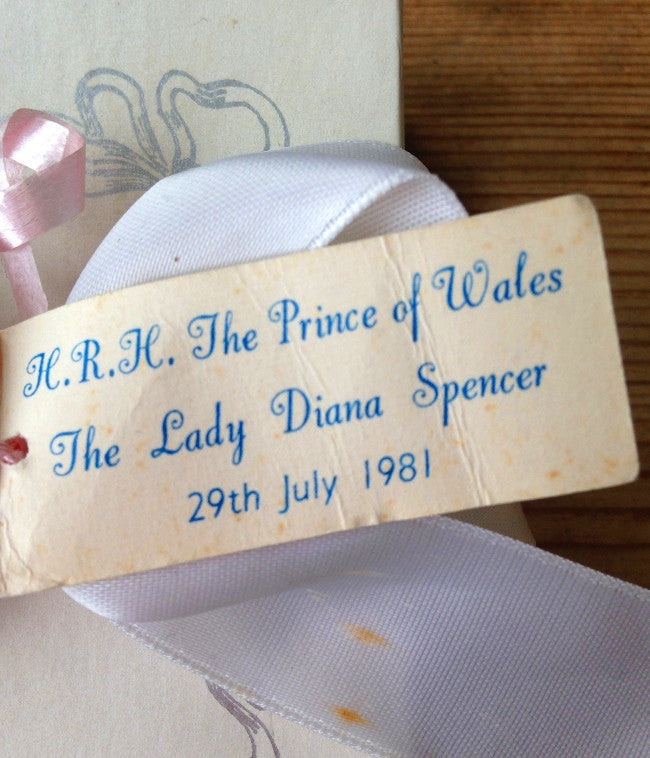 H.R.H. The Prince of Wales
The Lady Diana Spencer
29th July 1981